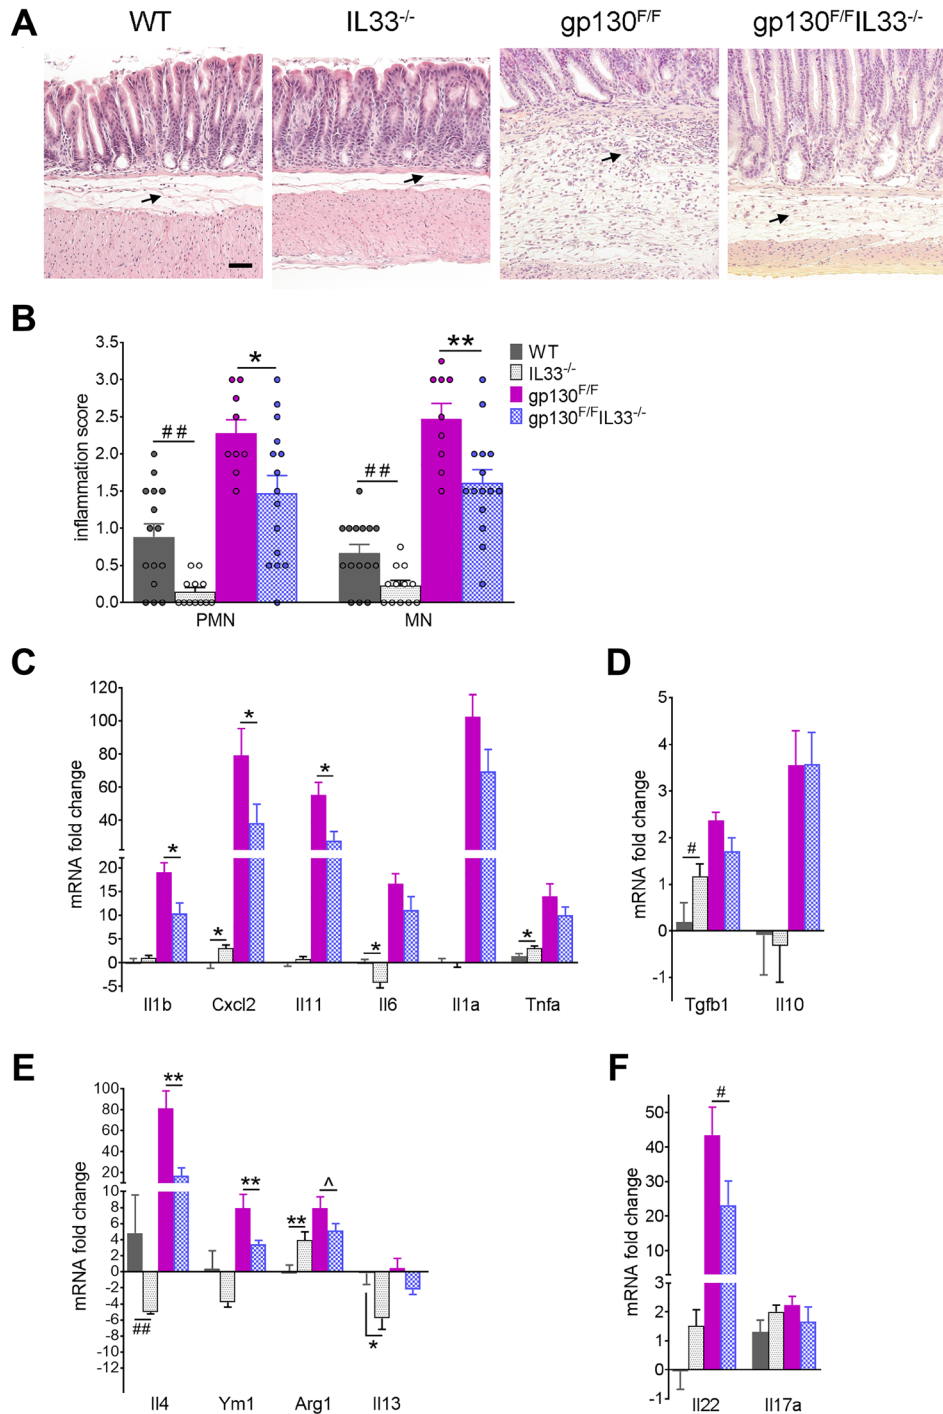 A
WT
IL33-/-
gp130F/F
gp130F/FIL33-/-
B
inflammation score
3.5
3.0
2.5
2.0
1.5
1.0
0.5
0.0
##
*
##
**
PMN
MN
WT
IL33-/-
gp130F/F
gp130F/FIL33-/-
C
mRNA fold change
120
100
80
60
40
20
15
10
5
0
-5
*
*
*
*
*
*
Il1b
Cxcl2
Il11
Il6
Il1a
Tnfa
D
mRNA fold change
5
4
3
2
1
0
-1
#
Tgfb1
Il10
E
mRNA fold change
100
80
60
40
20
10
8
6
4
2
0
-2
-4
-6
-8
-10
-12
**
##
**
**
^
*
Il4
Ym1
Arg1
Il13
F
mRNA fold change
50
40
30
20
10
3
2
1
0
-1
#
Il22
Il17a